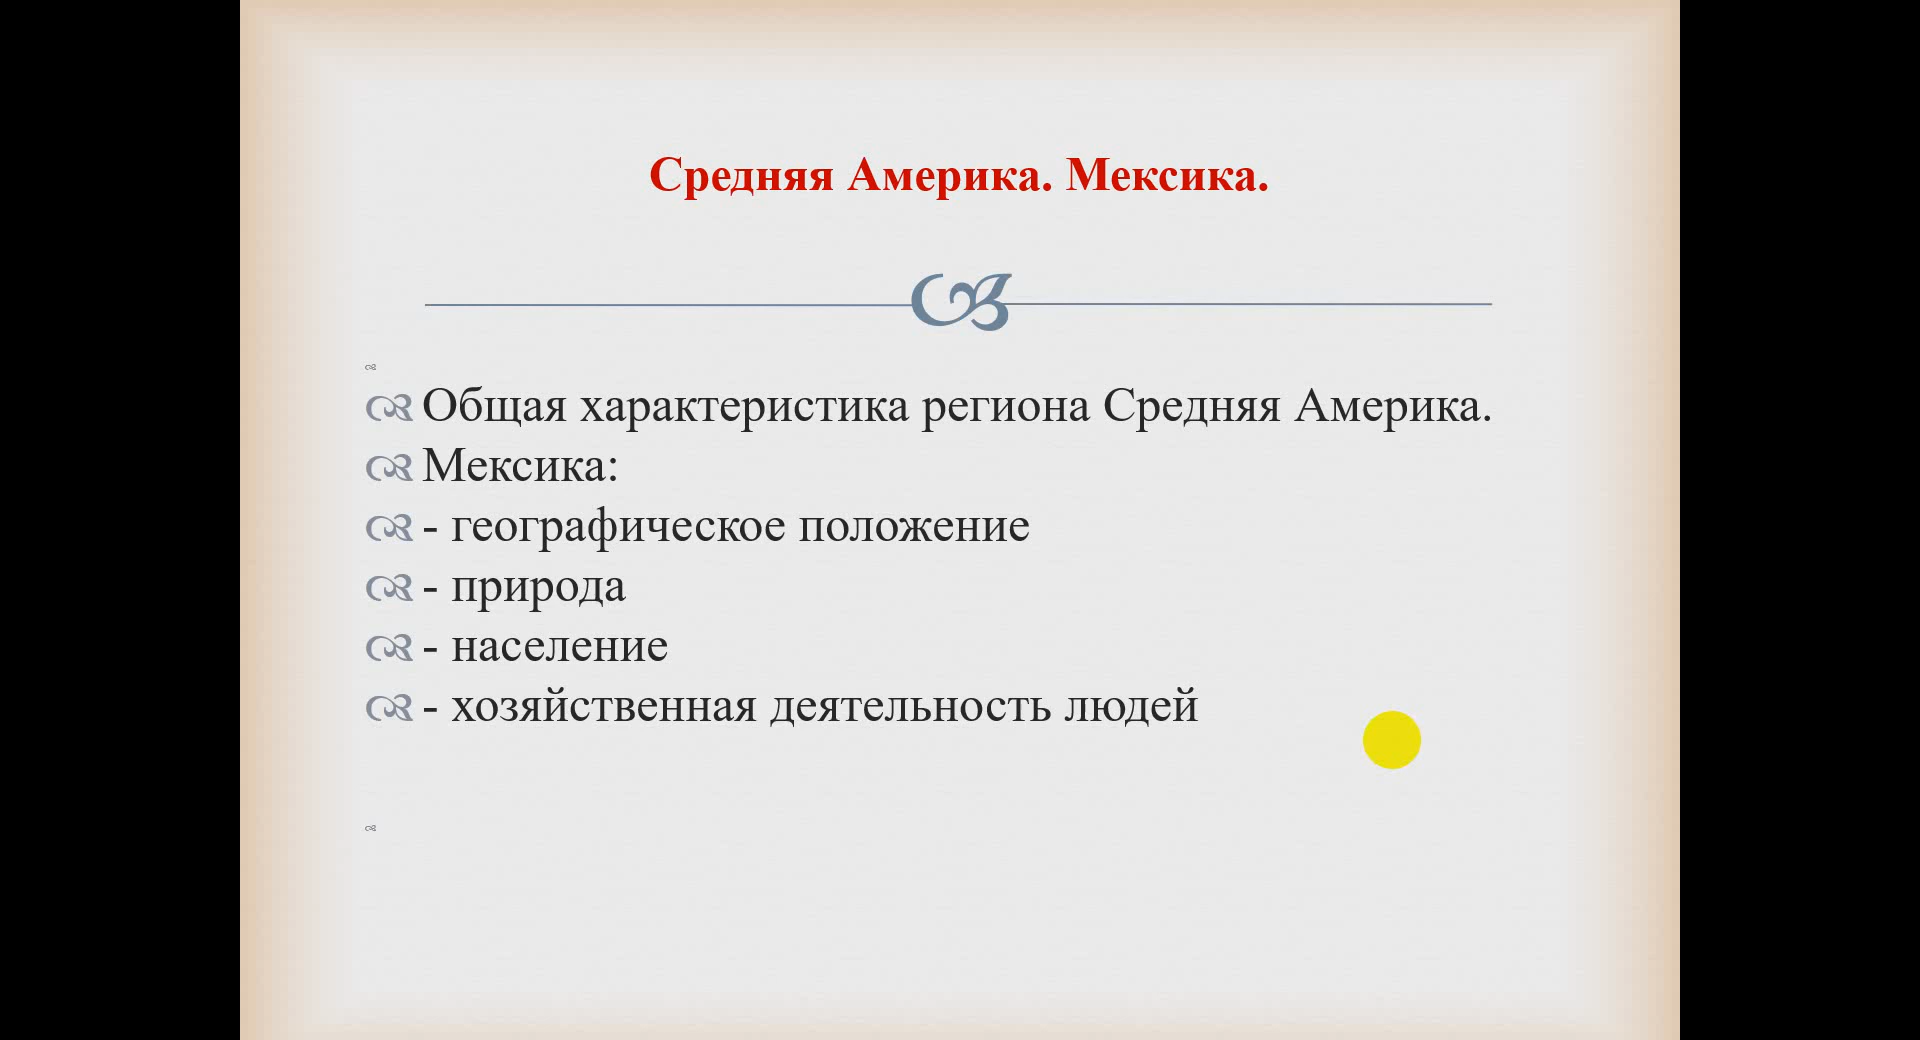 Средняя Америка. Мексика.
Общая характеристика региона Средняя Америка.
Мексика:
- географическое положение
- природа
- население
- хозяйственная деятельность людей